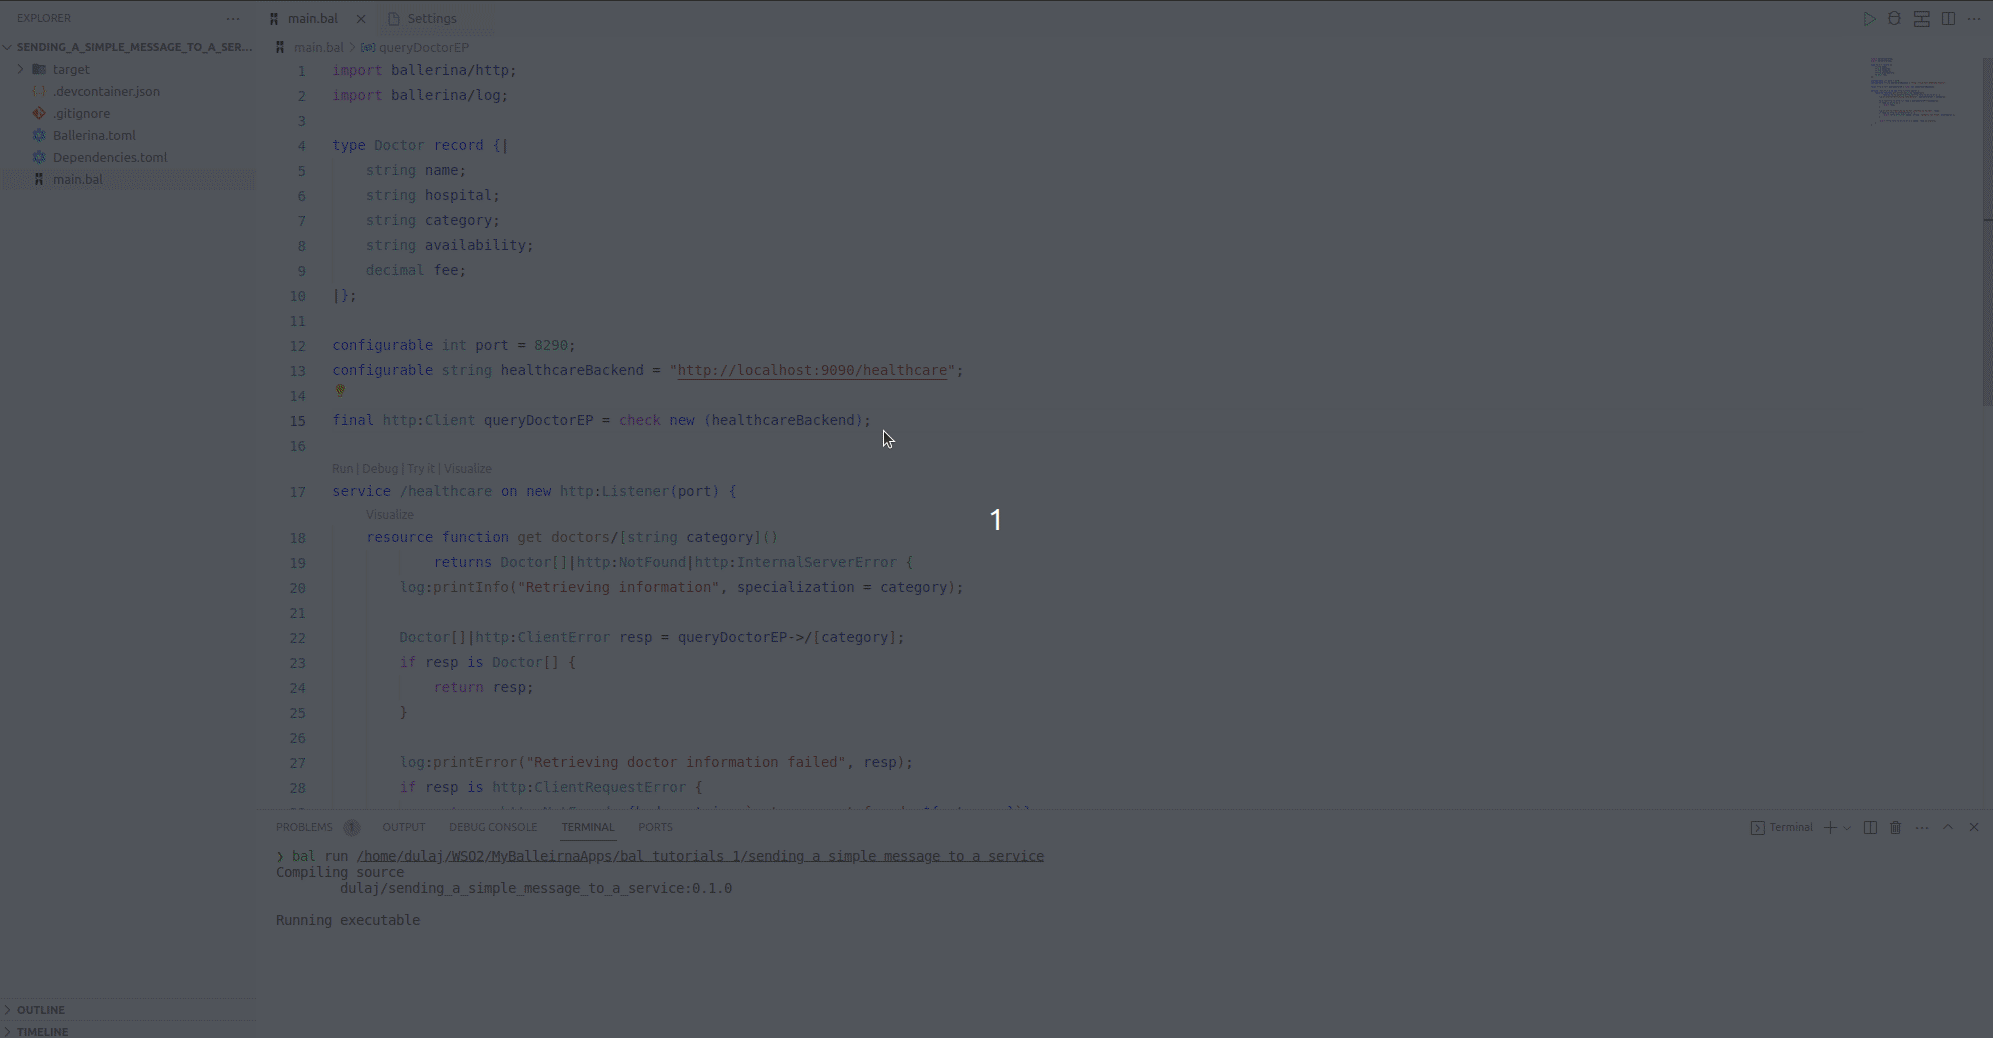 EXPLORER
SENDING_A_SIMPLE_MESSAGE_TO_A_SER...
target
.devcontainer.json
.gitignore
Ballerina.toml
Dependencies.toml
main.bal
OUTLINE
TIMELINE
main.bal
Settings
main.bal > queryDoctorEP
1 import ballerina/http;
2 import ballerina/log;
3
4 type Doctor record {|
5 string name;
6 string hospital;
7 string category;
8 string availability;
9 decimal fee;
10 |};
11
12 configurable int port = 8290;
13 configurable string healthcareBackend = "http://localhost:9090/healthcare";
14
15 final http:Client queryDoctorEP = check new (healthcareBackend);
16
Run | Debug | Try it | Visualize
17 service /healthcare on new http:Listener(port) {
Visualize
18 resource function get doctors/[string category]()
19 returns Doctor[]|http:NotFound|http:InternalServerError {
20 log:printInfo("Retrieving information", specialization = category);
21
22 Doctor[]|http:ClientError resp = queryDoctorEP->/[category];
23 if resp is Doctor[] {
24 return resp;
25 }
26
27 log:printError("Retrieving doctor information failed", resp);
28 if resp is http:ClientRequestError {
1
PROBLEMS 1 OUTPUT DEBUG CONSOLE TERMINAL PORTS
Terminal
❯ bal run /home/dulaj/WSO2/MyBalleirnaApps/bal_tutorials_1/sending_a_simple_message_to_a_service
Compiling source
dulaj/sending_a_simple_message_to_a_service:0.1.0
Running executable